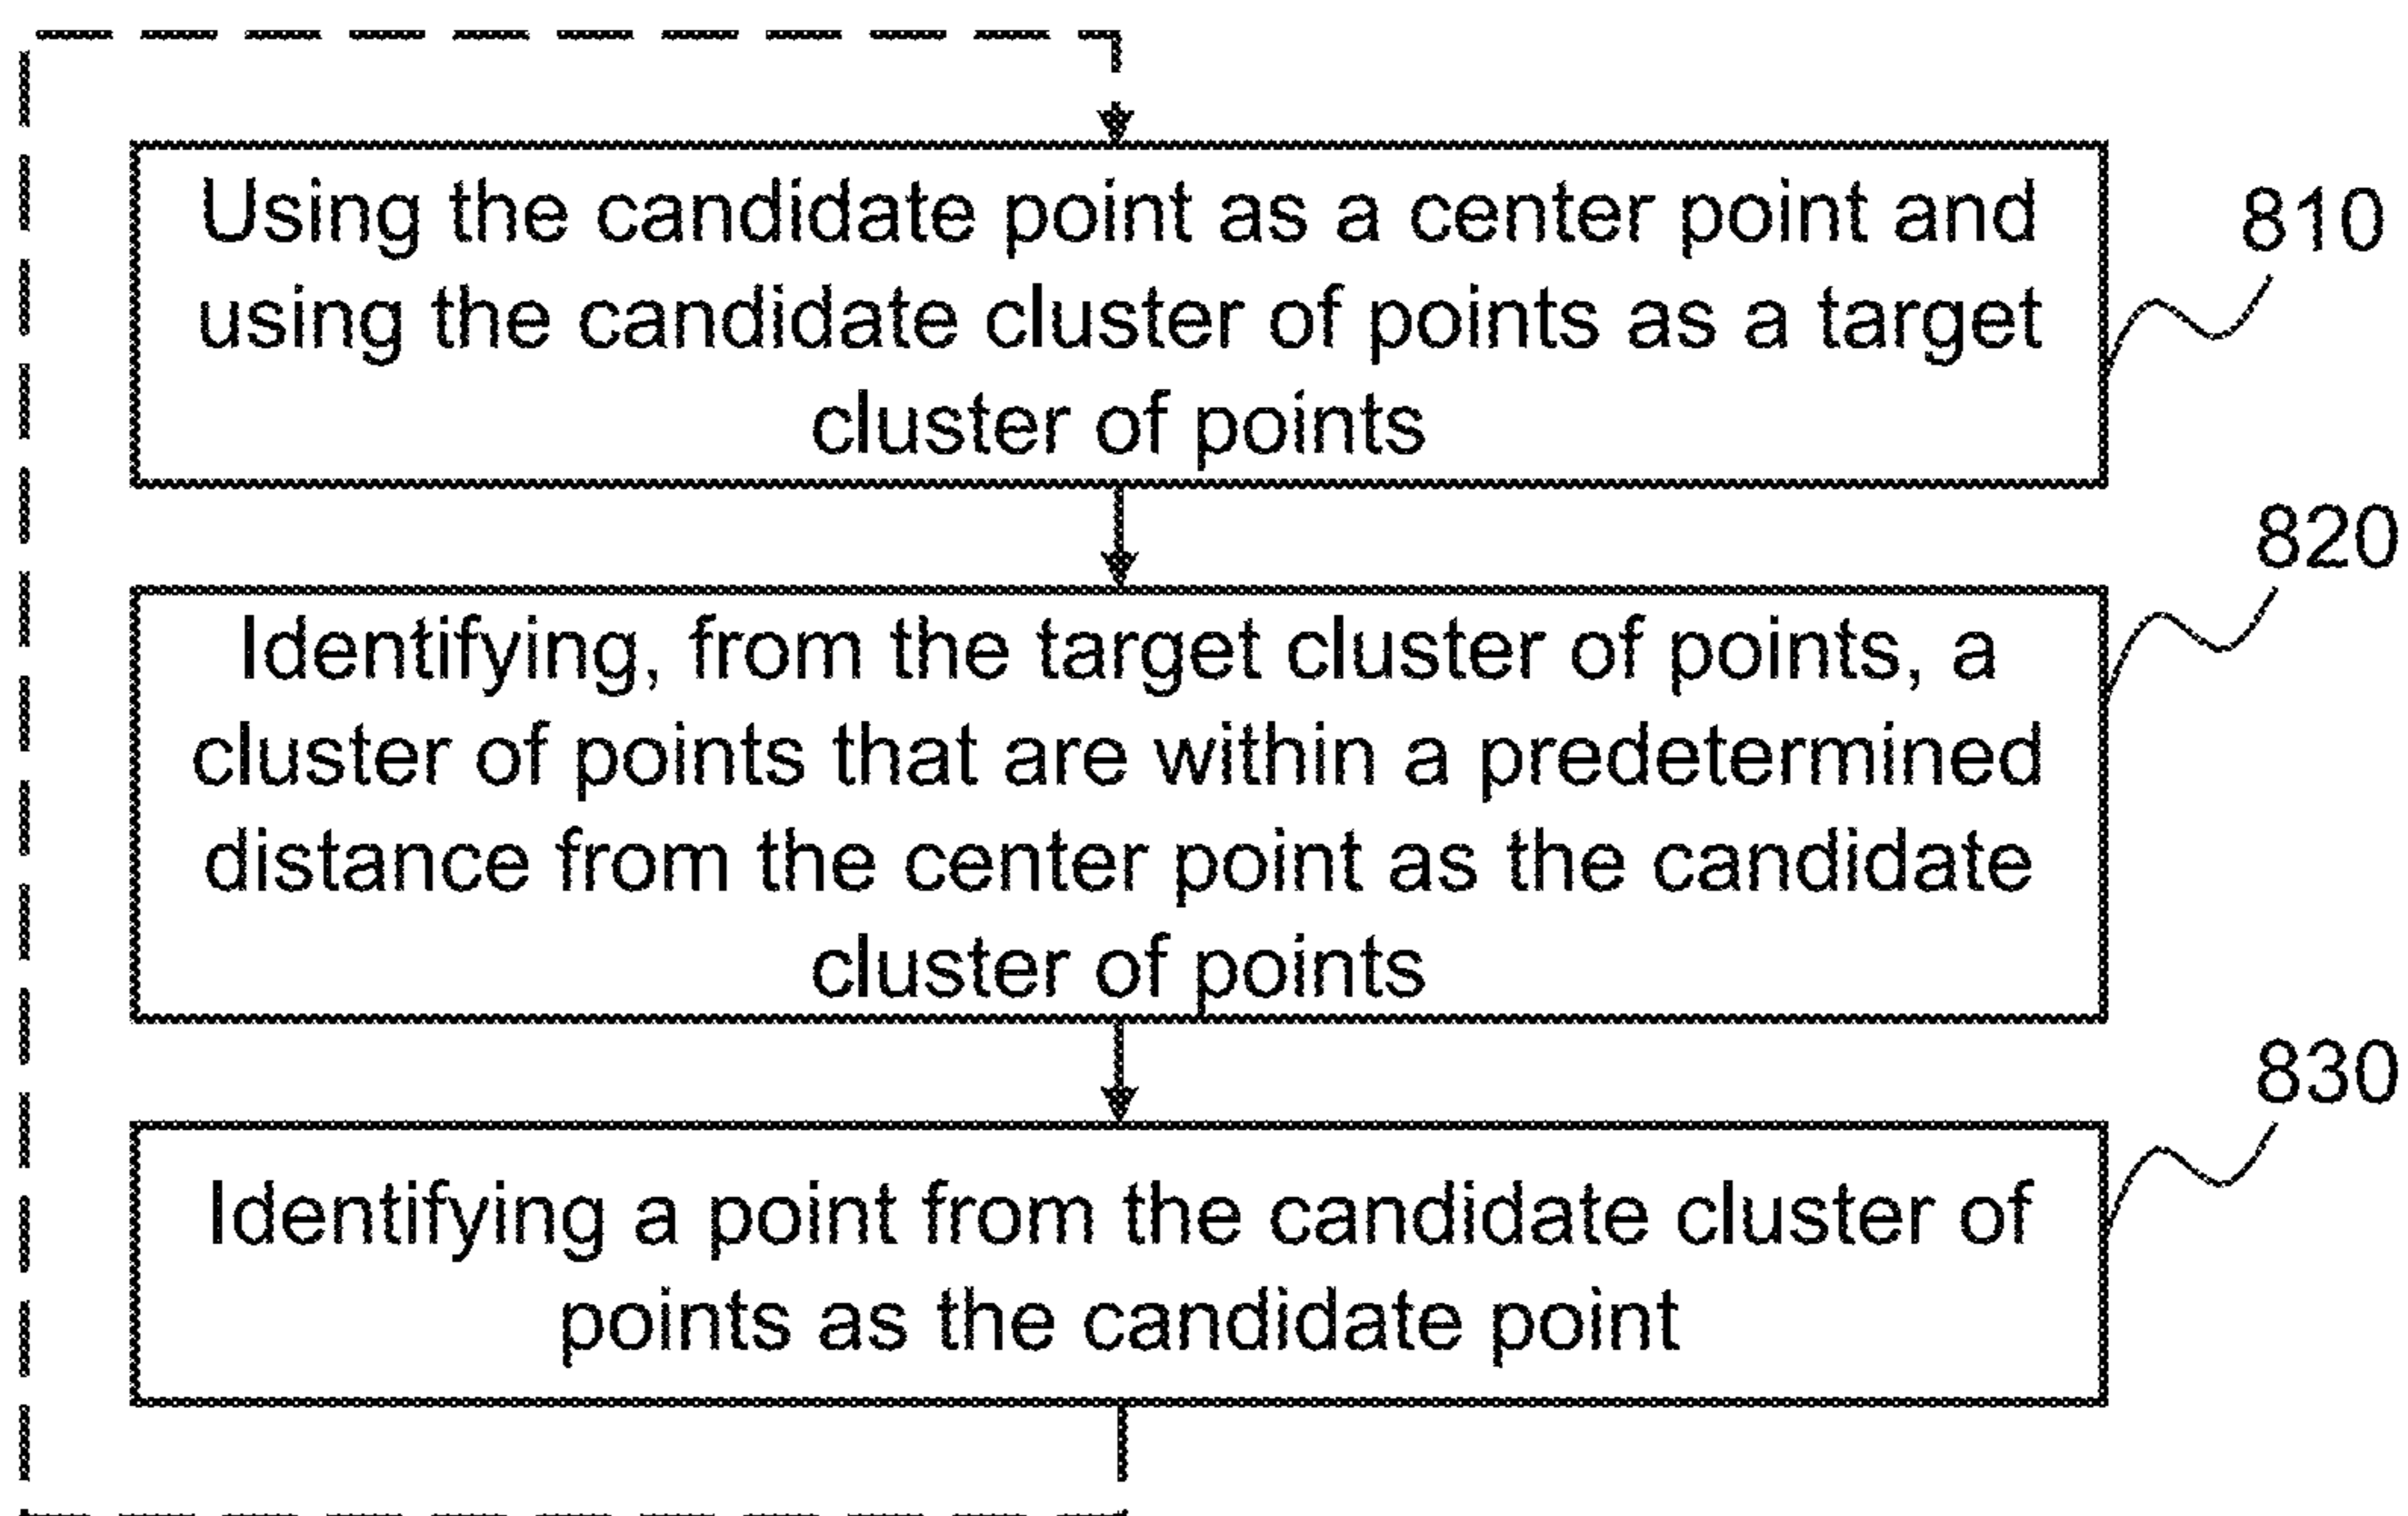 Using the candidate point as a center point and
using the candidate cluster of points as a target
cluster of points
810
Identifying, from the target cluster of points, a
cluster of points that are within a predetermined
distance from the center point as the candidate
cluster of points
820
Identifying a point from the candidate cluster of
points as the candidate point
830